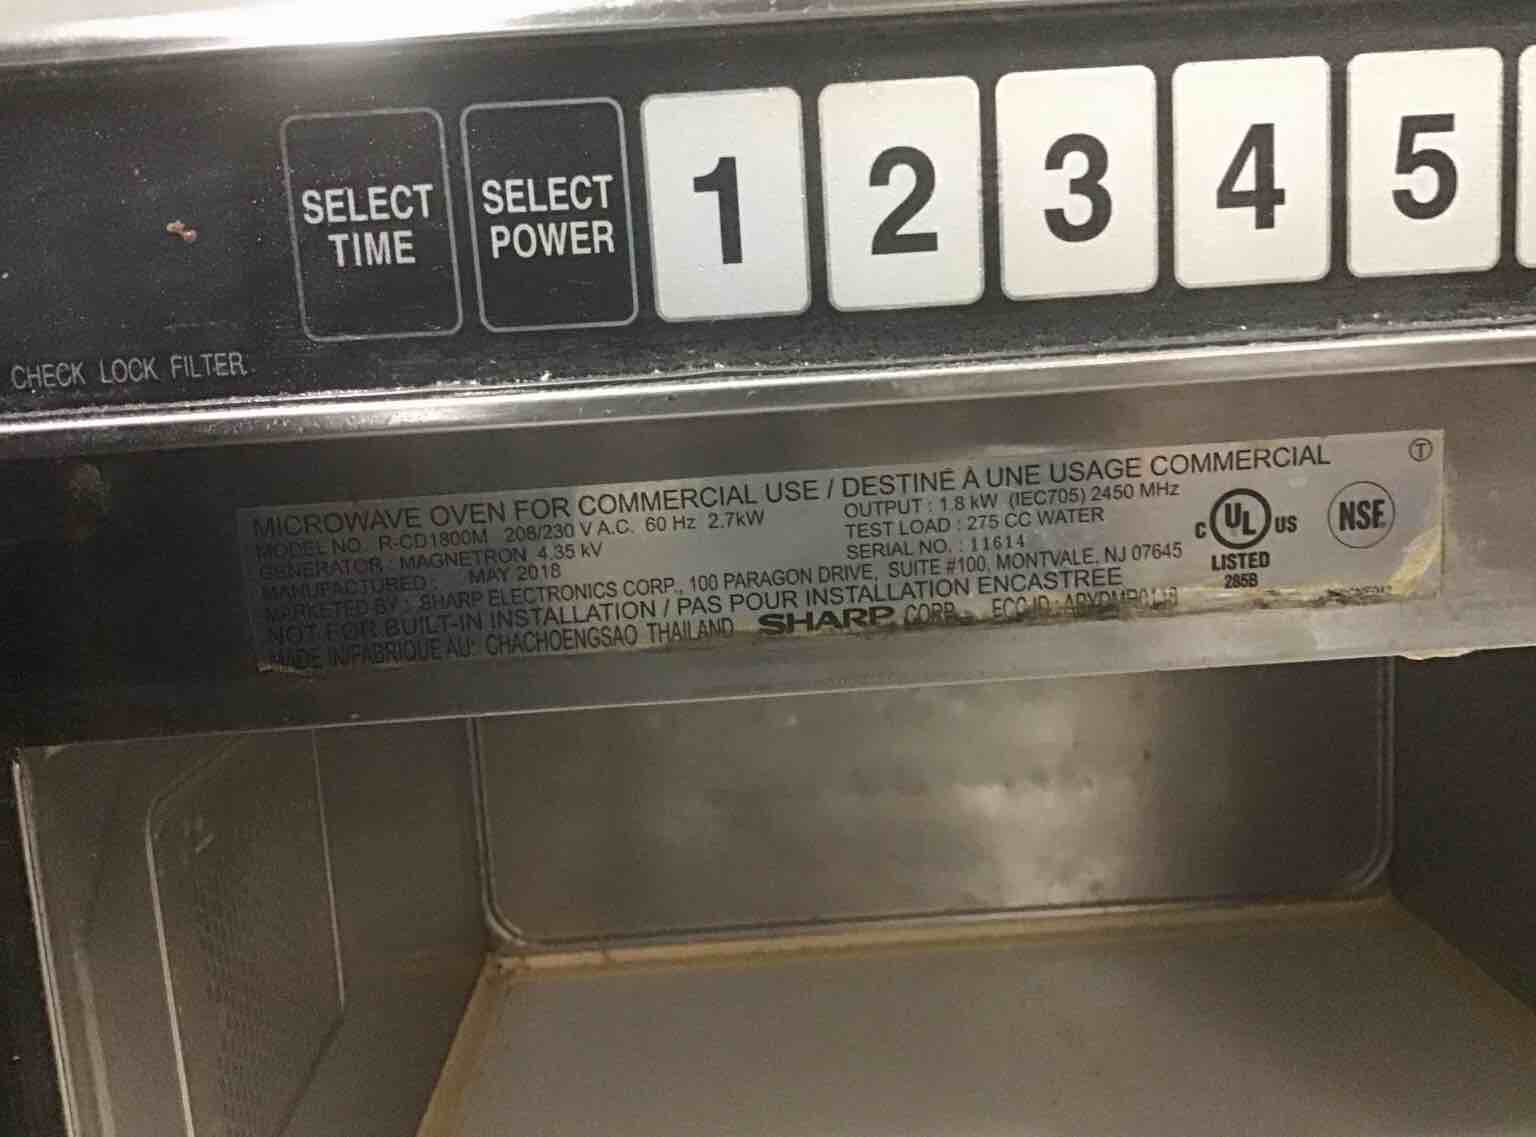 SELECT
TIME
SELECT
POWER
1
2
3
4
5
CHECK LOCK FILTER
MICROWAVE OVEN FOR COMMERCIAL USE / DESTINÉ À UNE USAGE COMMERCIAL
MODEL NO. R-CD1800M 208/230 V A.C. 60 Hz 2.7kW
GENERATOR : MAGNETRON 4.35 kV
MANUFACTURED : MAY 2018
OUTPUT : 1.8 kW (IEC705) 2450 MHz
TEST LOAD : 275 CC WATER
SERIAL NO. : 11614
MARKETED BY : SHARP ELECTRONICS CORP., 100 PARAGON DRIVE, SUITE #100, MONTVALE, NJ 07645
NOT FOR BUILT-IN INSTALLATION / PAS POUR INSTALLATION ENCASTREE
MADE IN/FABRIQUE AU: CHACHOENGSAO THAILAND SHARP CORP.
T
C UL US
LISTED
285B
NSF